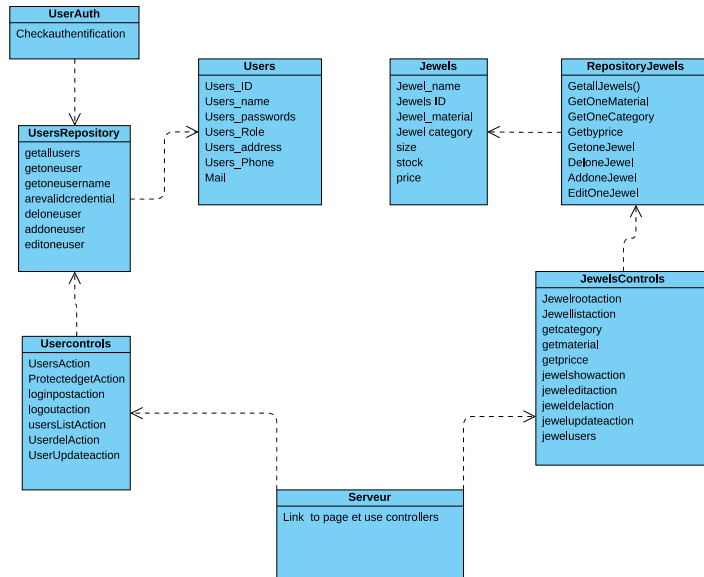 UserAuth
Checkauthentification
Users
Users_ID
Users_name
Users_passwords
Users_Role
Users_address
Users_Phone
Mail
Jewels
Jewel_name
Jewels ID
Jewel_material
Jewel category
size
stock
price
RepositoryJewels
GetallJewels()
GetOneMaterial
GetOneCategory
Getbyprice
GetoneJewel
DeloneJewel
AddoneJewel
EditOneJewel
UsersRepository
getallusers
getoneuser
getoneusername
arevalidcredential
deloneuser
addoneuser
editoneuser
JewelsControls
Jewelrootaction
Jewellistaction
getcategory
getmaterial
getpricce
jewelshowaction
jeweleditaction
jeweldelaction
jewelupdateaction
jewelusers
Usercontrols
UsersAction
ProtectedgetAction
loginpostaction
logoutaction
usersListAction
UserdelAction
UserUpdateaction
Serveur
Link to page et use controllers